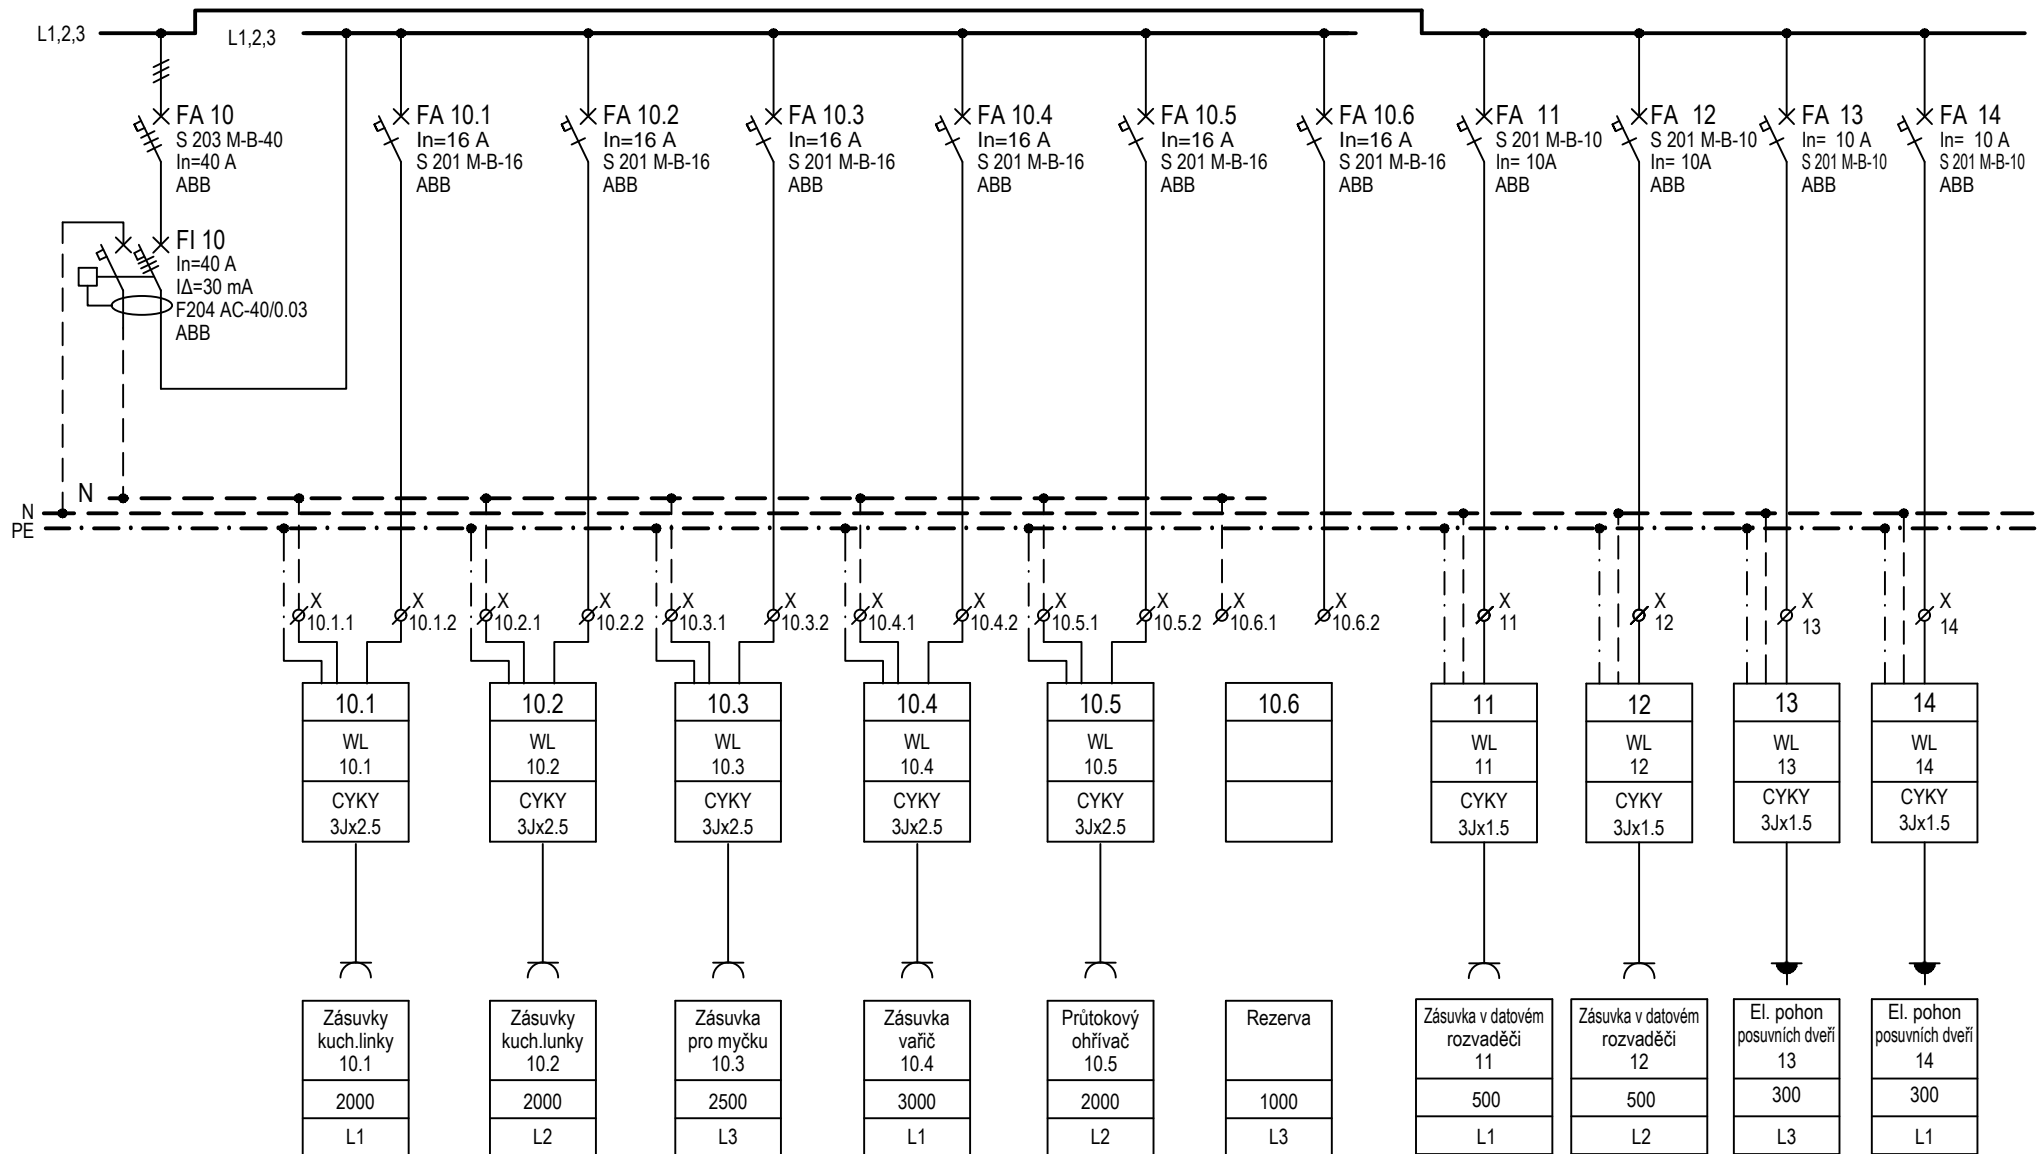 L1,2,3
L1,2,3
FA 10
S 203 M-B-40
In=40 A
ABB
FA 10.1
In=16 A
S 201 M-B-16
ABB
FA 10.2
In=16 A
S 201 M-B-16
ABB
FA 10.3
In=16 A
S 201 M-B-16
ABB
FA 10.4
In=16 A
S 201 M-B-16
ABB
FA 10.5
In=16 A
S 201 M-B-16
ABB
FA 10.6
In=16 A
S 201 M-B-16
ABB
FA 11
S 201 M-B-10
In= 10A
ABB
FA 12
S 201 M-B-10
In= 10A
ABB
FA 13
In= 10 A
S 201 M-B-10
ABB
FA 14
In= 10 A
S 201 M-B-10
ABB
FI 10
In=40 A
IΔ=30 mA
F204 AC-40/0.03
ABB
N
N
PE
X
10.1.1
X
10.1.2
X
10.2.1
X
10.2.2
X
10.3.1
X
10.3.2
X
10.4.1
X
10.4.2
X
10.5.1
X
10.5.2
X
10.6.1
X
10.6.2
X
11
X
12
X
13
X
14
10.1
WL
10.1
CYKY
3Jx2.5
10.2
WL
10.2
CYKY
3Jx2.5
10.3
WL
10.3
CYKY
3Jx2.5
10.4
WL
10.4
CYKY
3Jx2.5
10.5
WL
10.5
CYKY
3Jx2.5
10.6
11
WL
11
CYKY
3Jx1.5
12
WL
12
CYKY
3Jx1.5
13
WL
13
CYKY
3Jx1.5
14
WL
14
CYKY
3Jx1.5
Zásuvky
kuch.linky
10.1
2000
L1
Zásuvky
kuch.lunky
10.2
2000
L2
Zásuvka
pro myčku
10.3
2500
L3
Zásuvka
vařič
10.4
3000
L1
Průtokový
ohřívač
10.5
2000
L2
Rezerva
1000
L3
Zásuvka v datovém
rozvaděči
11
500
L1
Zásuvka v datovém
rozvaděči
12
500
L2
El. pohon
posuvních dveří
13
300
L3
El. pohon
posuvních dveří
14
300
L1